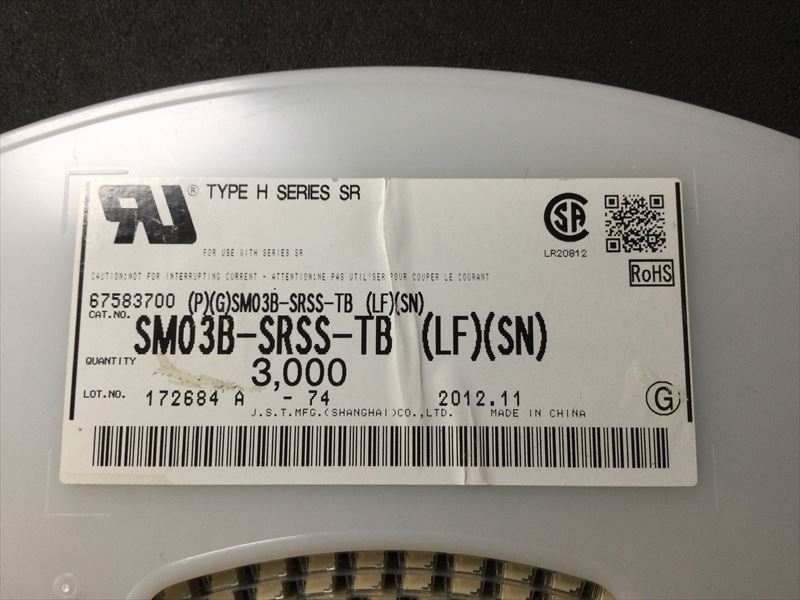 ® TYPE H SERIES SR
LR20812
FOR USE WITH SERIES SR
RoHS
CAUTION:NOT FOR INTERRUPTING CURRENT - ATTENTION:NE PAS UTILISER POUR COUPER LE COURANT
67583700 (P)(G)SM03B-SRSS-TB (LF)(SN)
CAT.NO. SM03B-SRSS-TB (LF)(SN)
QUANTITY 3,000
LOT.NO. 172684 A - 74 2012.11 G
J.S.T.MFG.(SHANGHAI)CO.,LTD. MADE IN CHINA